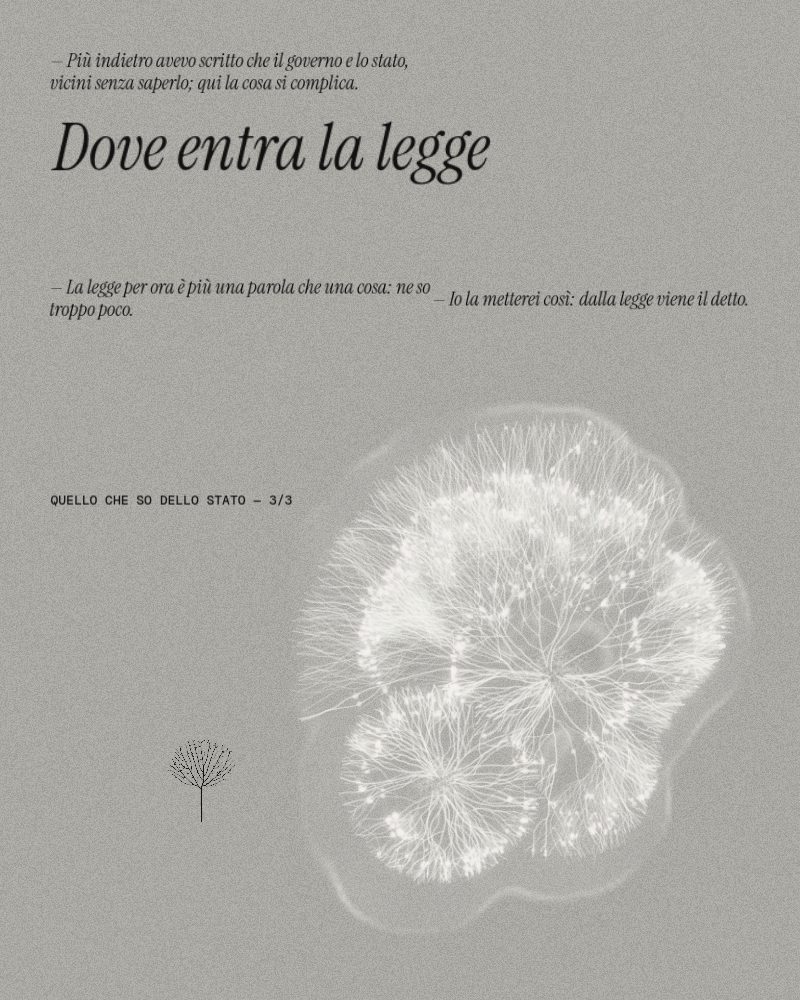 — Più indietro avevo scritto che il governo e lo stato,
vicini senza saperlo; qui la cosa si complica.
Dove entra la legge
— La legge per ora è più una parola che una cosa: ne so
troppo poco.
— Io la metterei così: dalla legge viene il detto.
QUELLO CHE SO DELLO STATO — 3/3